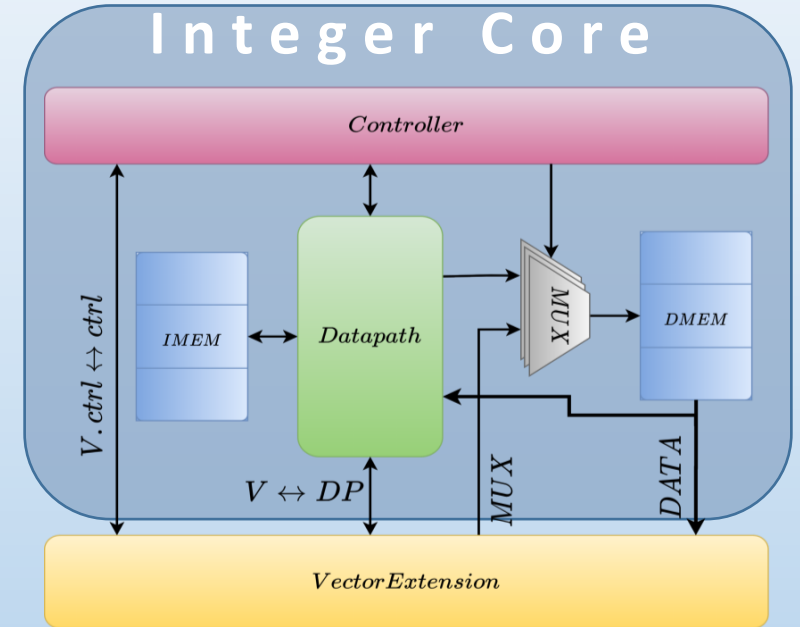 Integer Core
Controller
V.ctrl ↔ ctrl
IMEM
Datapath
MUX
DMEM
V ↔ DP
MUX
DATA
VectorExtension